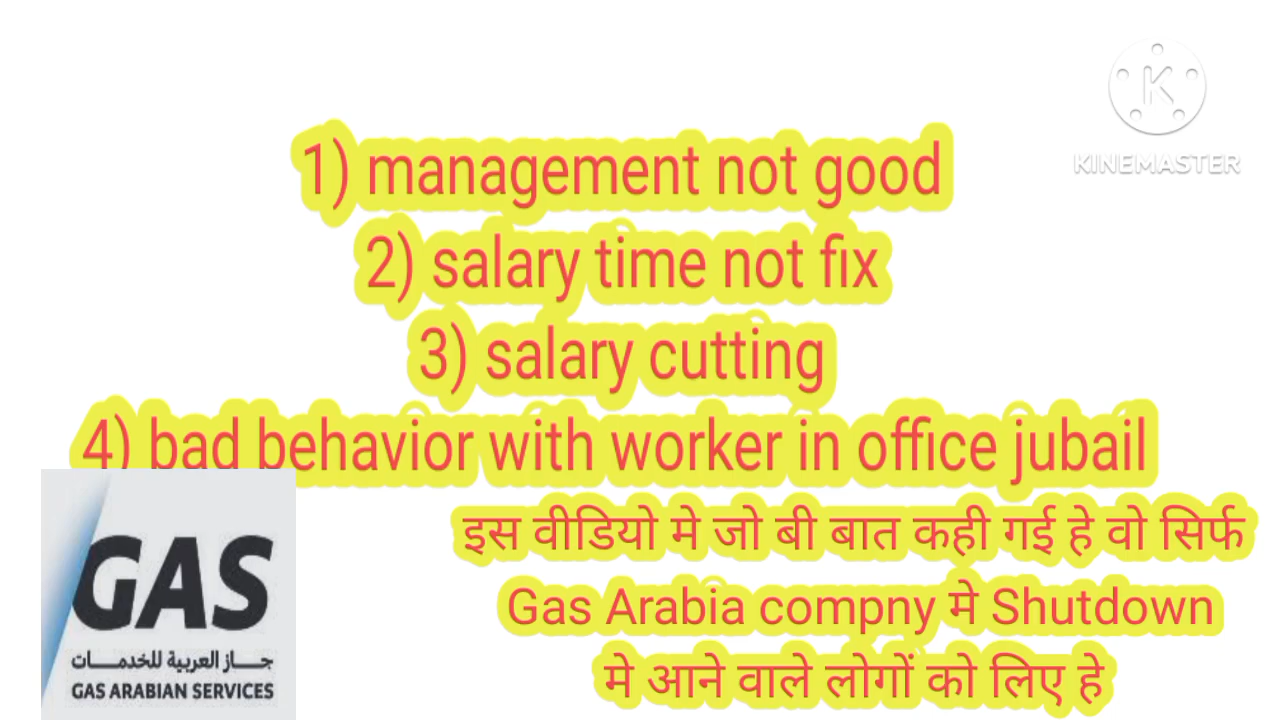 KINEMASTER
1) management not good
2) salary time not fix
3) salary cutting
4) bad behavior with worker in office jubail
इस वीडियो मे जो बी बात कही गई हे वो सिर्फ
Gas Arabia compny मे Shutdown
मे आने वाले लोगों को लिए हे
GAS
جـــاز العربية للخدمـــات
GAS ARABIAN SERVICES